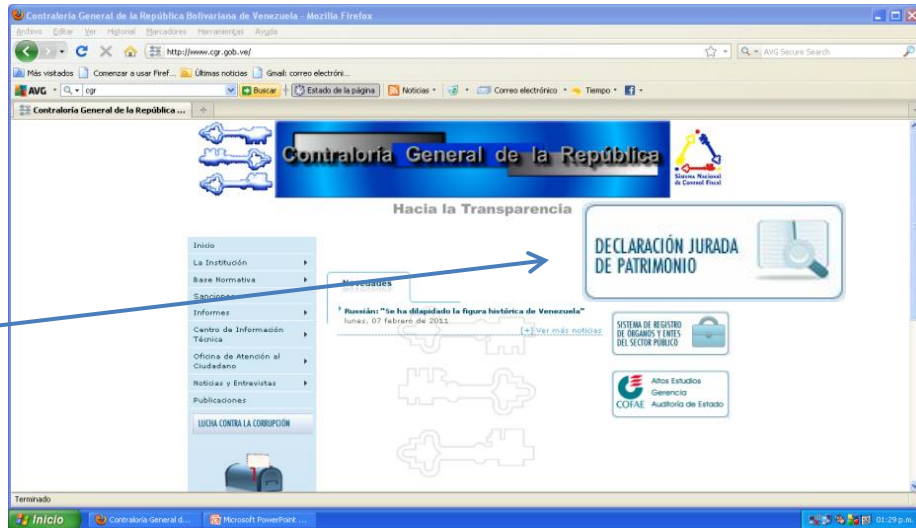 Contraloría General de la República Bolivariana de Venezuela - Mozilla Firefox
Archivo Editar Ver Historial Marcadores Herramientas Ayuda
http://www.cgr.gob.ve/
AVG Secure Search
Más visitados Comenzar a usar Firef... Últimas noticias Gmail: correo electróni...
AVG cgr Buscar Estado de la página Noticias Correo electrónico Tiempo
Contraloría General de la República ...
Contraloría General de la República
Sistema Nacional
de Control Fiscal
Hacia la Transparencia
DECLARACIÓN JURADA
DE PATRIMONIO
Inicio
La Institución
Base Normativa
Sanciones
Informes
Centro de Información
Técnica
Oficina de Atención al
Ciudadano
Noticias y Entrevistas
Publicaciones
LUCHA CONTRA LA CORRUPCIÓN
Novedades
Russián: "Se ha dilapidado la figura histórica de Venezuela"
lunes, 07 febrero de 2011
[+] Ver más noticias
SISTEMA DE REGISTRO
DE ÓRGANOS Y ENTES
DEL SECTOR PÚBLICO
COFAE
Altos Estudios
Gerencia
Auditoría de Estado
Terminado
Inicio Contraloría General d... Microsoft PowerPoint ... 01:29 p.m.